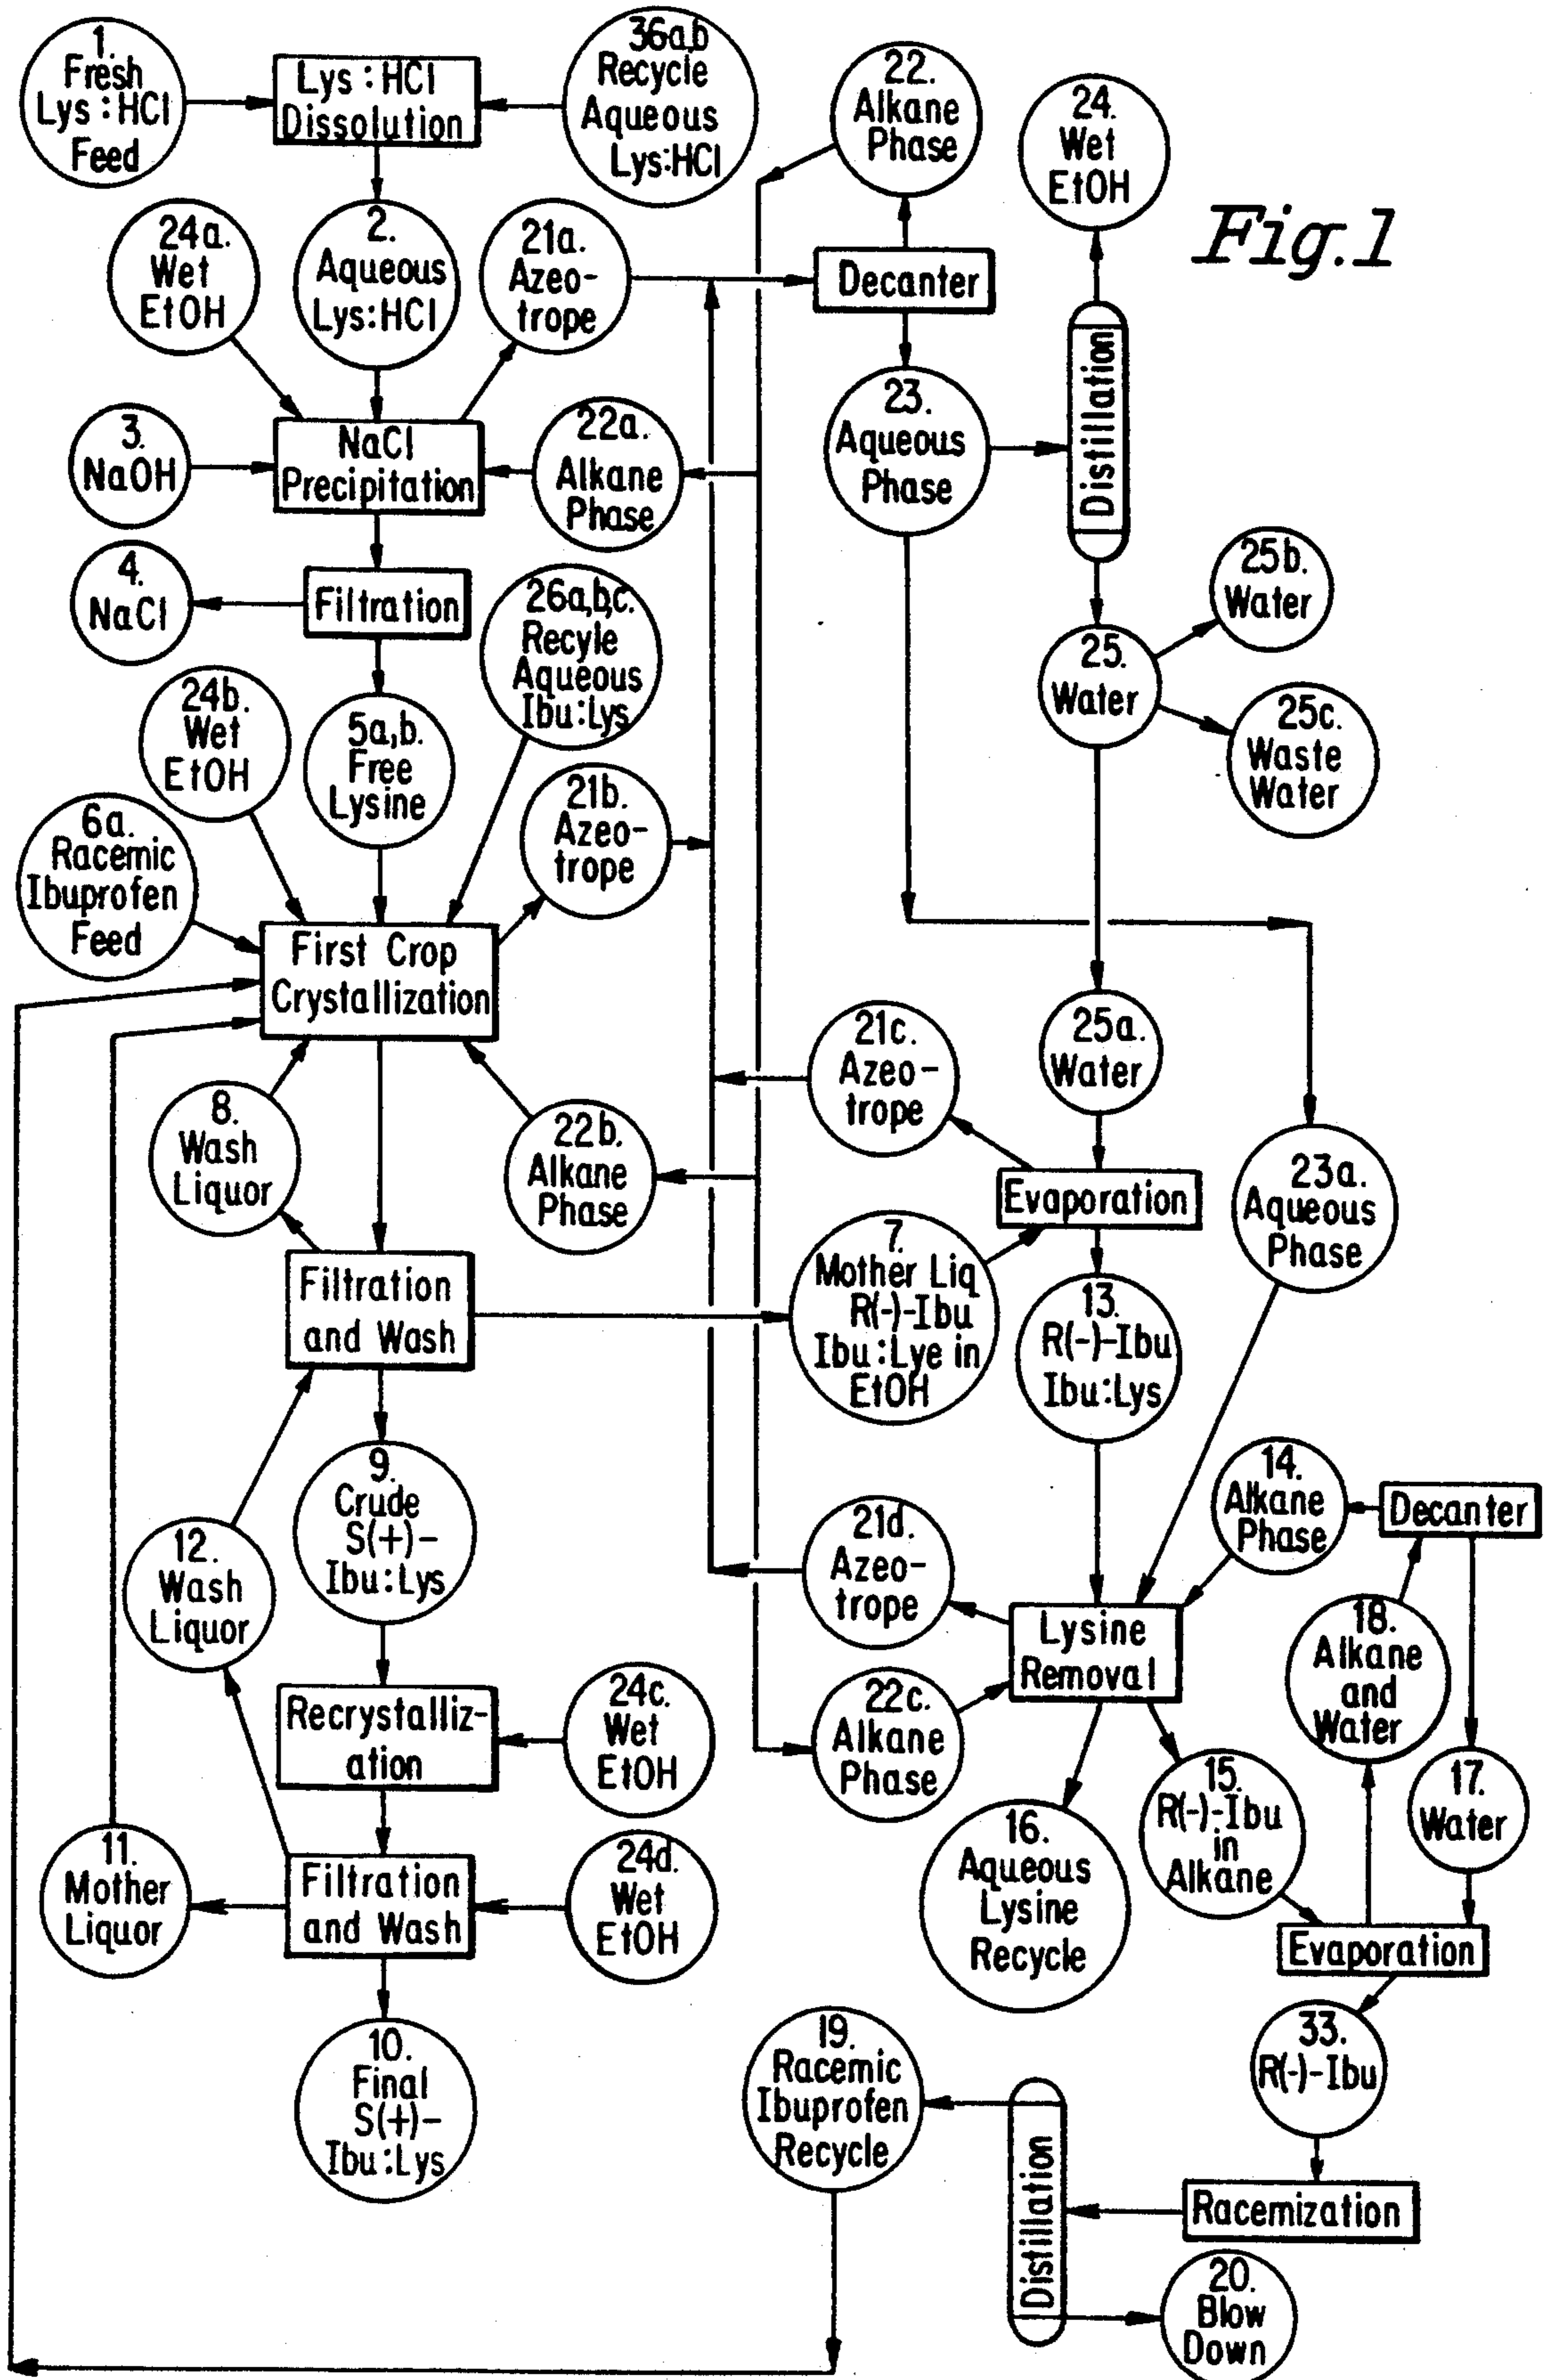 1.
Fresh
Lys : HCl
Feed
Lys : HCl
Dissolution
36a,b
Recycle
Aqueous
Lys:HCl
22.
Alkane
Phase
24.
Wet
EtOH
Fig.1
24a.
Wet
EtOH
2.
Aqueous
Lys:HCl
21a.
Azeo-
trope
Decanter
3.
NaOH
NaCl
Precipitation
22a.
Alkane
Phase
23.
Aqueous
Phase
Distillation
4.
NaCl
Filtration
26a,b,c.
Recyle
Aqueous
Ibu:Lys
25b.
Water
25.
Water
25c.
Waste
Water
24b.
Wet
EtOH
5a,b.
Free
Lysine
21b.
Azeo-
trope
6a.
Racemic
Ibuprofen
Feed
First Crop
Crystallization
21c.
Azeo-
trope
25a.
Water
8.
Wash
Liquor
22b.
Alkane
Phase
Evaporation
23a.
Aqueous
Phase
Filtration
and Wash
7.
Mother Liq
R(-)-Ibu
Ibu:Lye in
EtOH
13.
R(-)-Ibu
Ibu:Lys
9.
Crude
S(+)-
Ibu:Lys
12.
Wash
Liquor
21d.
Azeo-
trope
14.
Alkane
Phase
Decanter
Lysine
Removal
18.
Alkane
and
Water
Recrystalliz-
ation
24c.
Wet
EtOH
22c.
Alkane
Phase
15.
R(-)-Ibu
in
Alkane
17.
Water
11.
Mother
Liquor
Filtration
and Wash
24d.
Wet
EtOH
16.
Aqueous
Lysine
Recycle
Evaporation
10.
Final
S(+)-
Ibu:Lys
19.
Racemic
Ibuprofen
Recycle
33.
R(-)-Ibu
Distillation
Racemization
20.
Blow
Down